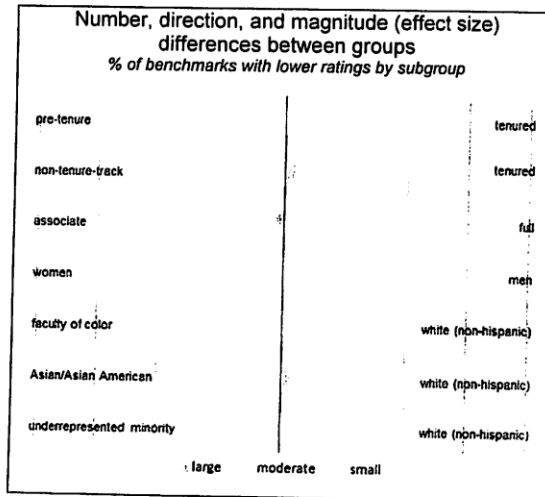 Number, direction, and magnitude (effect size)
differences between groups
% of benchmarks with lower ratings by subgroup
pre-tenure tenured
non-tenure-track tenured
associate full
women men
faculty of color white (non-hispanic)
Asian/Asian American white (non-hispanic)
underrepresented minority white (non-hispanic)
large moderate small